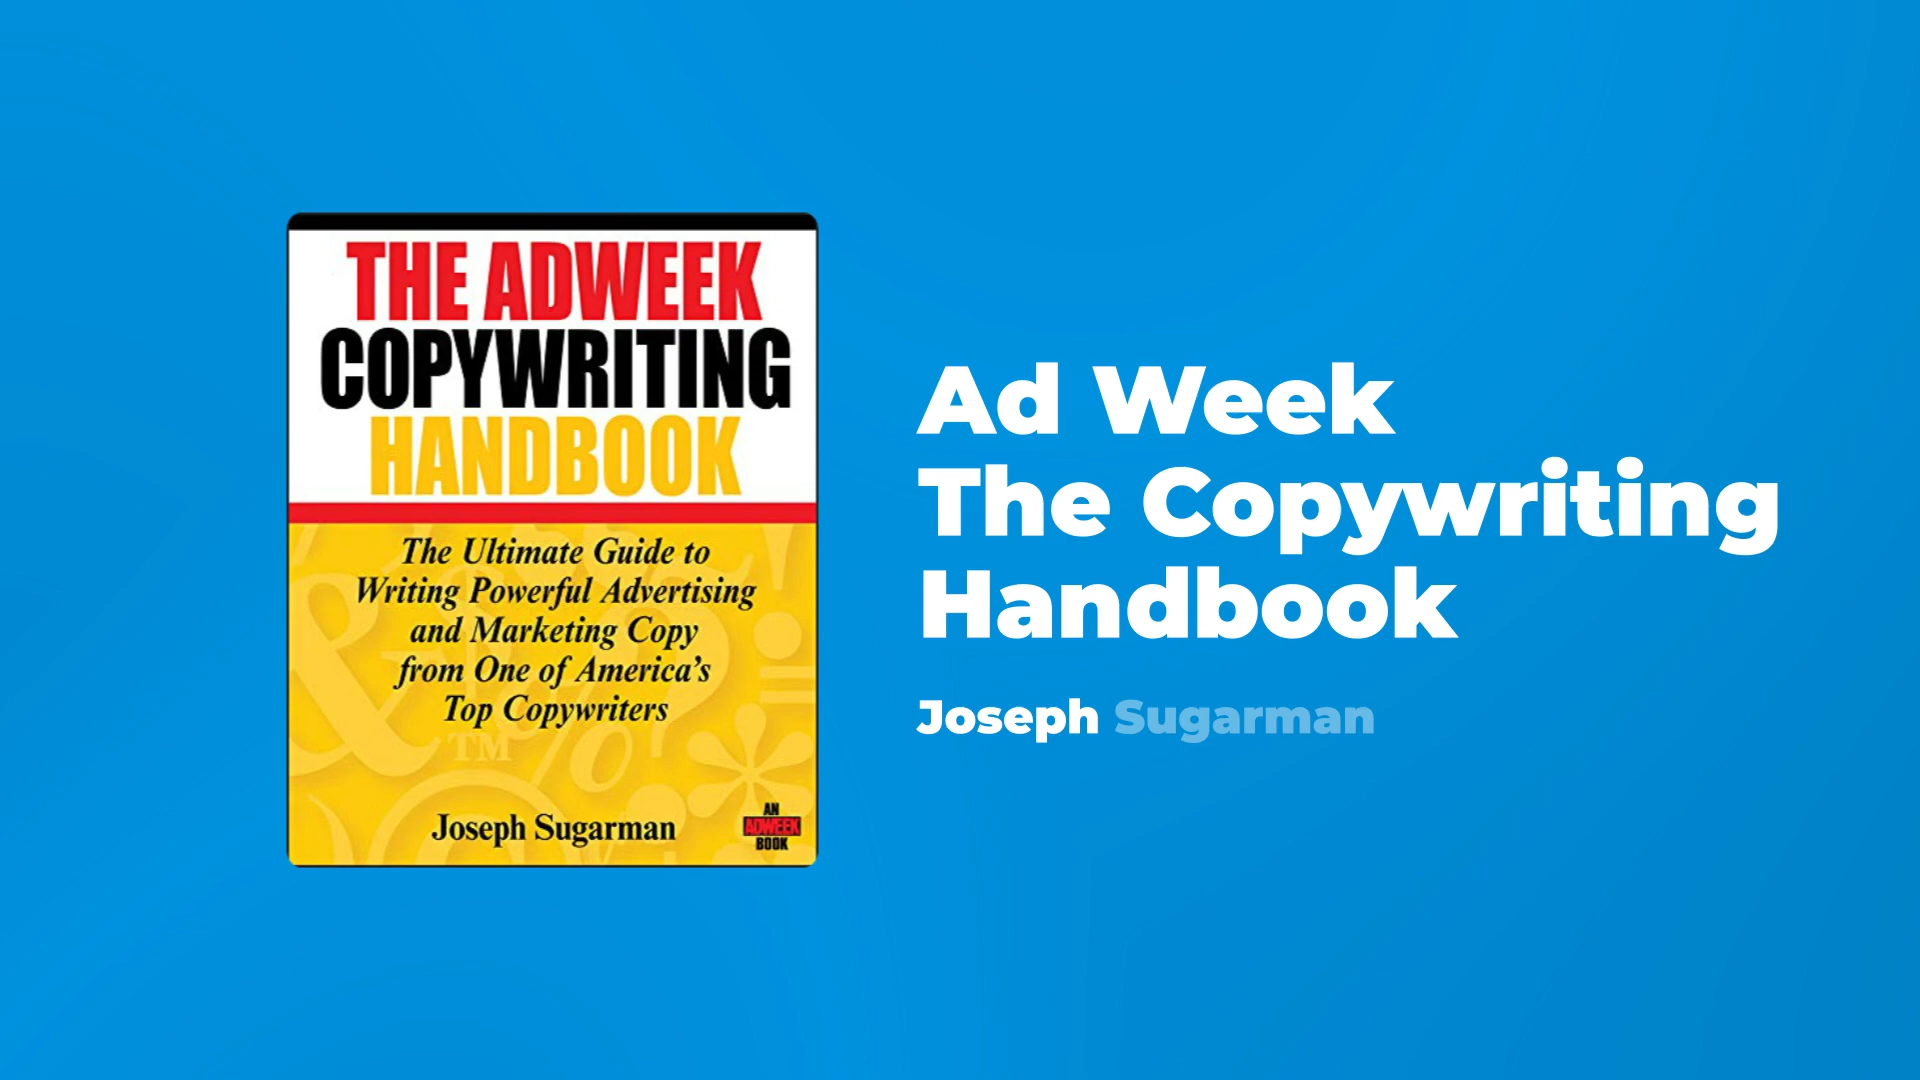 THE ADWEEK
COPYWRITING
HANDBOOK
The Ultimate Guide to
Writing Powerful Advertising
and Marketing Copy
from One of America's
Top Copywriters
TM
Joseph Sugarman
AN
ADWEEK
BOOK
Ad Week
The Copywriting
Handbook
Joseph Sugarman